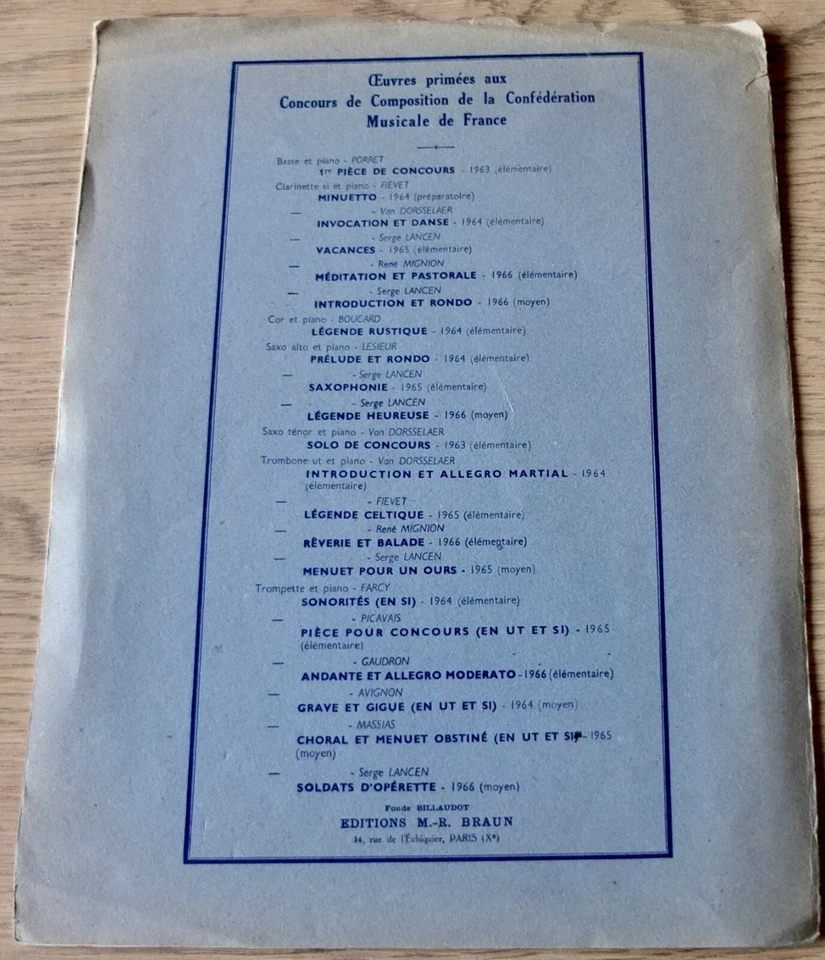 Œuvres primées aux
Concours de Composition de la Confédération
Musicale de France
Basse et piano - PORRET
1re PIÈCE DE CONCOURS - 1963 (élémentaire)
Clarinette si et piano - FIEVET
MINUETTO - 1964 (préparatoire)
— - Van DORSSELAER
INVOCATION ET DANSE - 1964 (élémentaire)
— - Serge LANCEN
VACANCES - 1965 (élémentaire)
— - René MIGNION
MÉDITATION ET PASTORALE - 1966 (élémentaire)
— - Serge LANCEN
INTRODUCTION ET RONDO - 1966 (moyen)
Cor et piano - BOUCARD
LÉGENDE RUSTIQUE - 1964 (élémentaire)
Saxo alto et piano - LESIEUR
PRÉLUDE ET RONDO - 1964 (élémentaire)
— - Serge LANCEN
SAXOPHONIE - 1965 (élémentaire)
— - Serge LANCEN
LÉGENDE HEUREUSE - 1966 (moyen)
Saxo ténor et piano - Van DORSSELAER
SOLO DE CONCOURS - 1963 (élémentaire)
Trombone ut et piano - Van DORSSELAER
INTRODUCTION ET ALLEGRO MARTIAL - 1964
(élémentaire)
— - FIEVET
LÉGENDE CELTIQUE - 1965 (élémentaire)
— - René MIGNION
RÊVERIE ET BALADE - 1966 (élémentaire)
— - Serge LANCEN
MENUET POUR UN OURS - 1965 (moyen)
Trompette et piano - FARCY
SONORITÉS (EN SI) - 1964 (élémentaire)
— - PICAVAIS
PIÈCE POUR CONCOURS (EN UT ET SI) - 1965
(élémentaire)
— - GAUDRON
ANDANTE ET ALLEGRO MODERATO - 1966 (élémentaire)
— - AVIGNON
GRAVE ET GIGUE (EN UT ET SI) - 1964 (moyen)
— - MASSIAS
CHORAL ET MENUET OBSTINÉ (EN UT ET SI) - 1965
(moyen)
— - Serge LANCEN
SOLDATS D'OPÉRETTE - 1966 (moyen)
Fonds BILLAUDOT
EDITIONS M.-R. BRAUN
14, rue de l'Échiquier, PARIS (Xe)